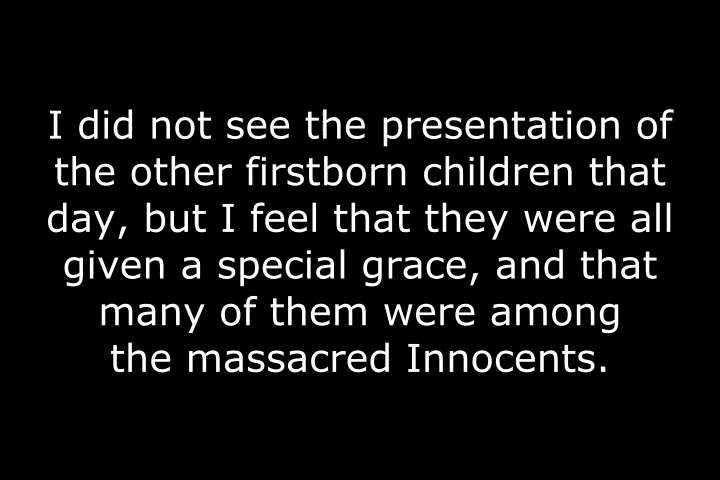 I did not see the presentation of
the other firstborn children that
day, but I feel that they were all
given a special grace, and that
many of them were among
the massacred Innocents.